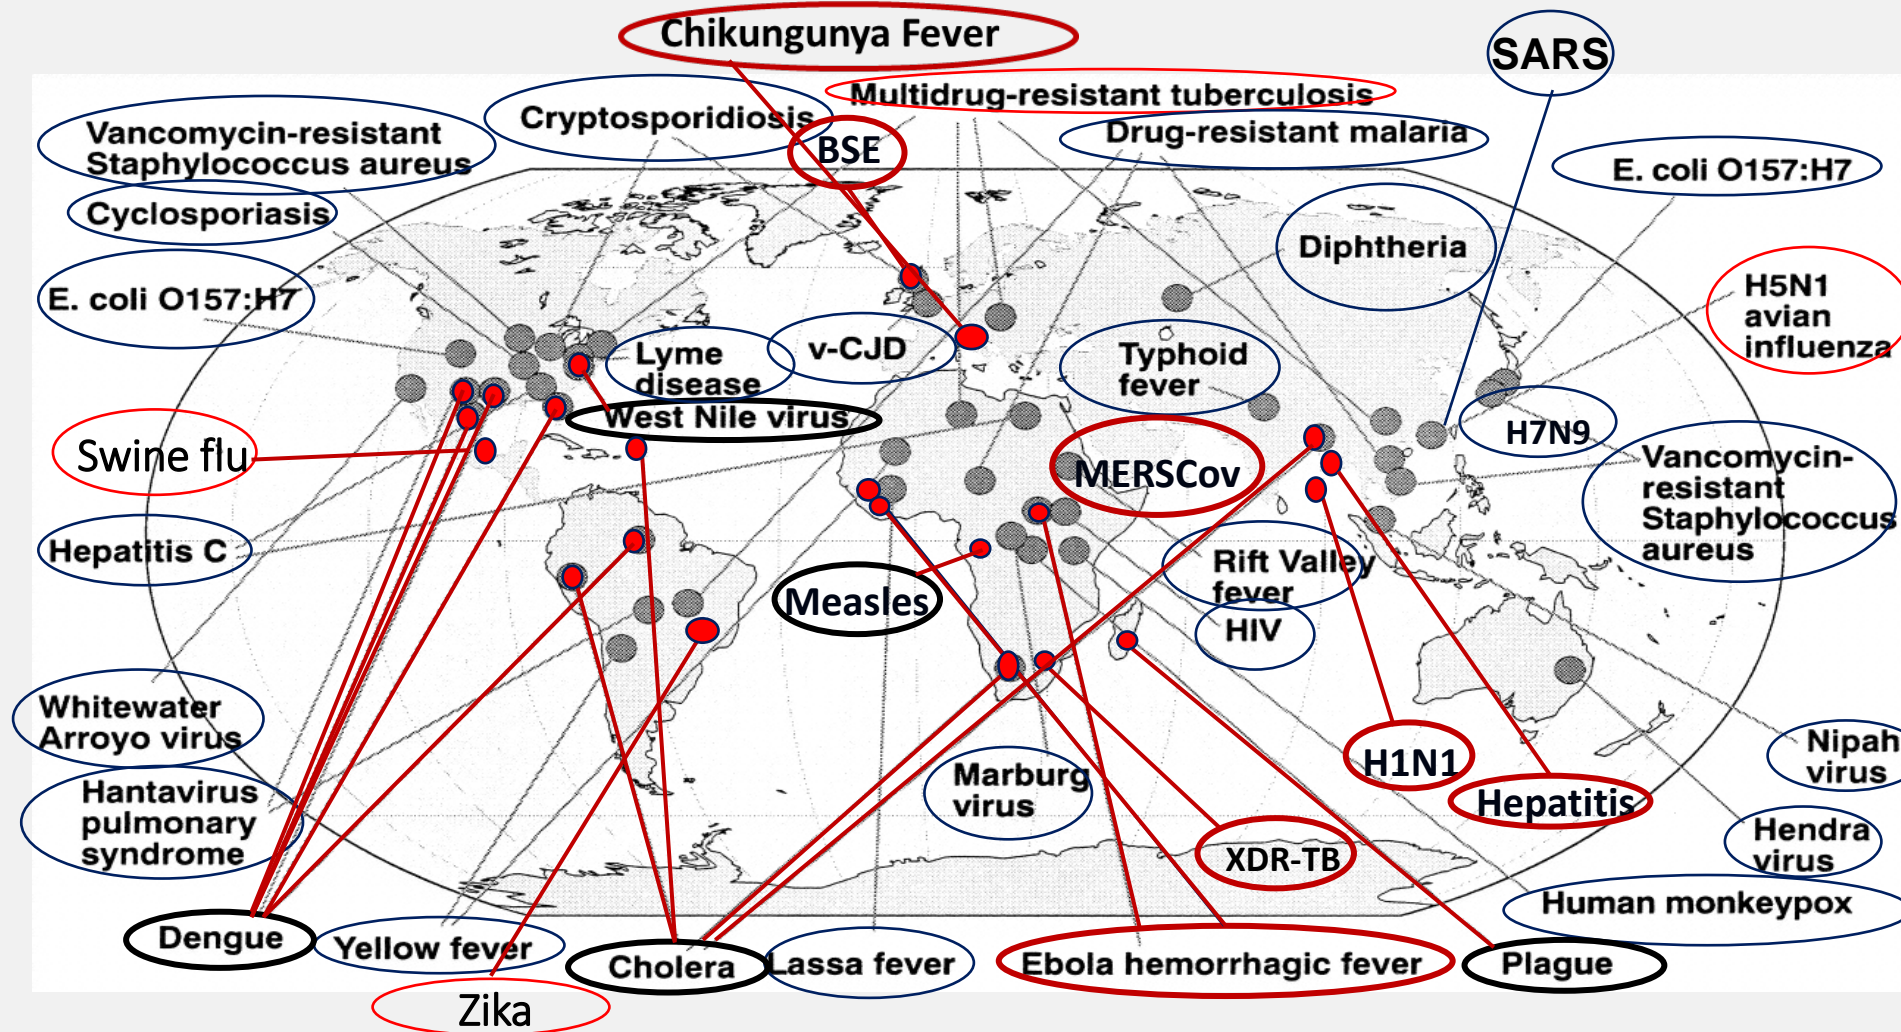 Chikungunya Fever
SARS
Multidrug-resistant tuberculosis
Cryptosporidiosis
Vancomycin-resistant
Staphylococcus aureus
BSE
Drug-resistant malaria
E. coli O157:H7
Cyclosporiasis
Diphtheria
E. coli O157:H7
H5N1
avian
influenza
Lyme
disease
v-CJD
Typhoid
fever
West Nile virus
H7N9
Swine flu
MERSCov
Vancomycin-
resistant
Staphylococcus
aureus
Hepatitis C
Rift Valley
fever
Measles
HIV
Whitewater
Arroyo virus
Nipah
virus
H1N1
Hantavirus
pulmonary
syndrome
Marburg
virus
Hepatitis
Hendra
virus
XDR-TB
Human monkeypox
Dengue
Yellow fever
Cholera
Lassa fever
Ebola hemorrhagic fever
Plague
Zika